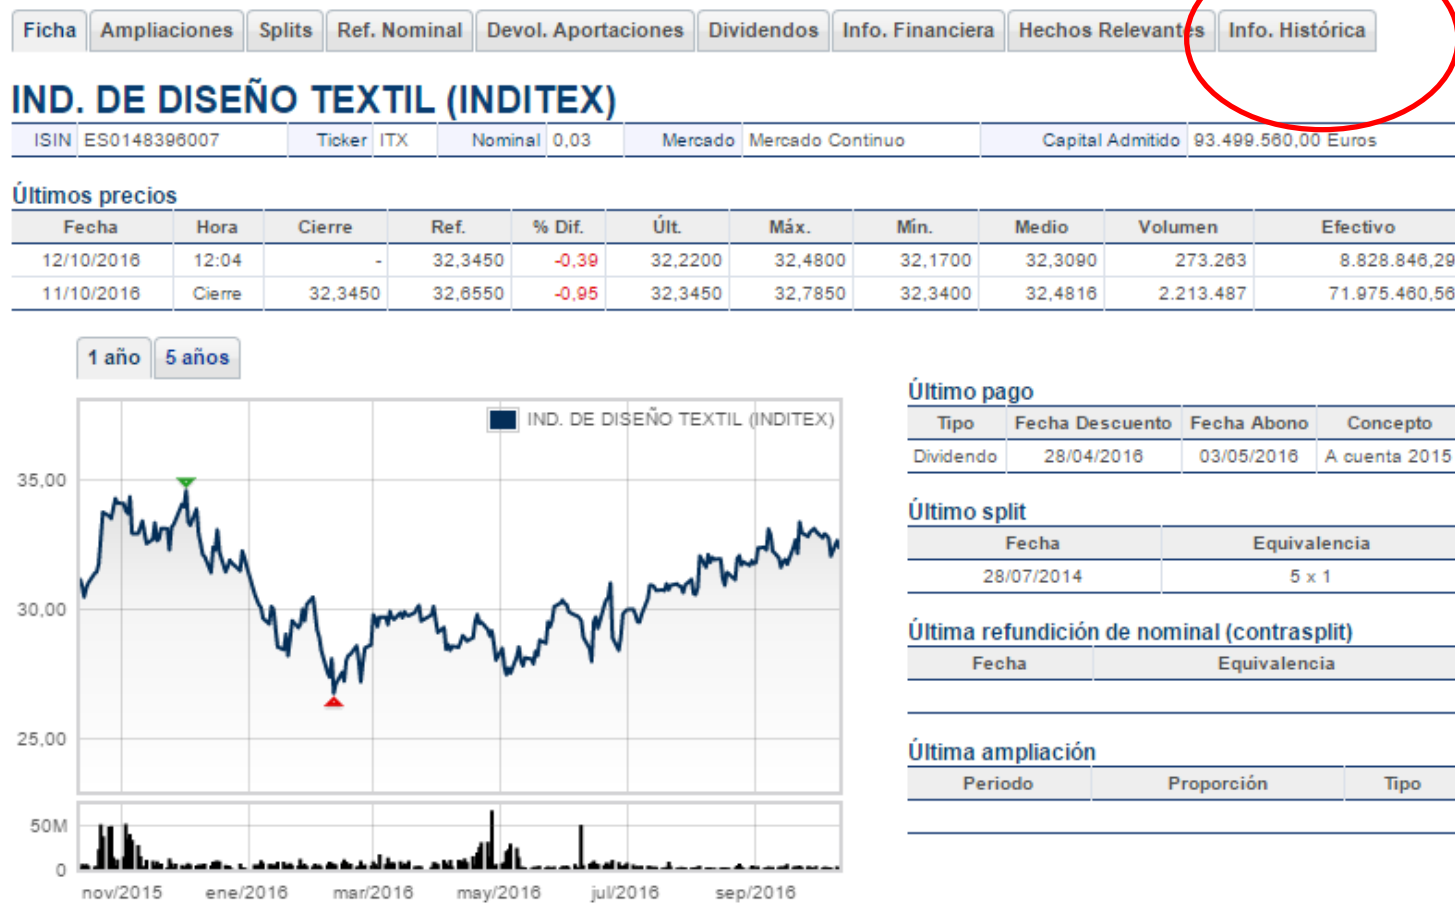 Ficha Ampliaciones Splits Ref. Nominal Devol. Aportaciones Dividendos Info. Financiera Hechos Relevantes Info. Histórica
IND. DE DISEÑO TEXTIL (INDITEX)
ISIN ES0148396007 Ticker ITX Nominal 0,03 Mercado Mercado Continuo Capital Admitido 93.499.560,00 Euros
Últimos precios
Fecha Hora Cierre Ref. % Dif. Últ. Máx. Mín. Medio Volumen Efectivo
12/10/2016 12:04 - 32,3450 -0,39 32,2200 32,4800 32,1700 32,3090 273.263 8.828.846,29
11/10/2016 Cierre 32,3450 32,6550 -0,95 32,3450 32,7850 32,3400 32,4816 2.213.487 71.975.460,56
1 año 5 años
IND. DE DISEÑO TEXTIL (INDITEX)
35,00
30,00
25,00
50M
0
nov/2015 ene/2016 mar/2016 may/2016 jul/2016 sep/2016
Último pago
Tipo Fecha Descuento Fecha Abono Concepto
Dividendo 28/04/2016 03/05/2016 A cuenta 2015
Último split
Fecha Equivalencia
28/07/2014 5 x 1
Última refundición de nominal (contrasplit)
Fecha Equivalencia
Última ampliación
Periodo Proporción Tipo